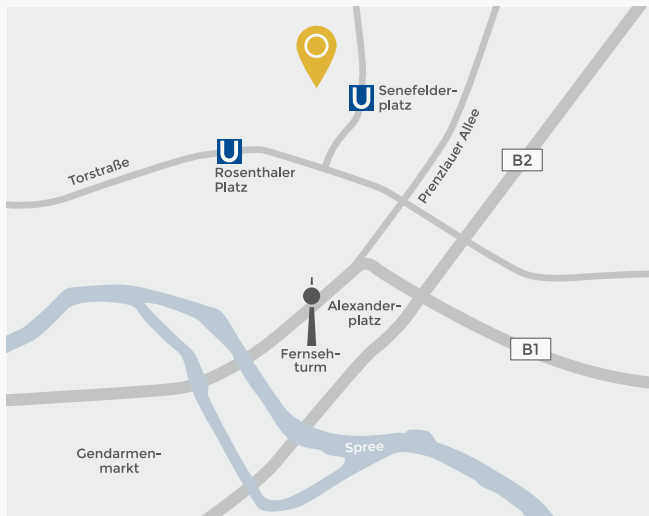 U
Senefelder-
platz
U
Rosenthaler
Platz
Torstraße
Prenzlauer Allee
B2
Alexander-
platz
Fernseh-
turm
B1
Gendarmen-
markt
Spree